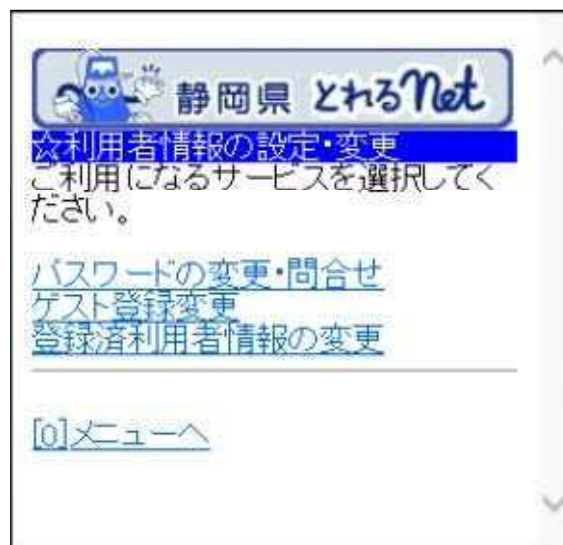 静岡県 とれるNet
☆利用者情報の設定・変更
ご利用になるサービスを選択してく
ださい。
パスワードの変更・問合せ
ゲスト登録変更
登録済利用者情報の変更
[0]メニューへ